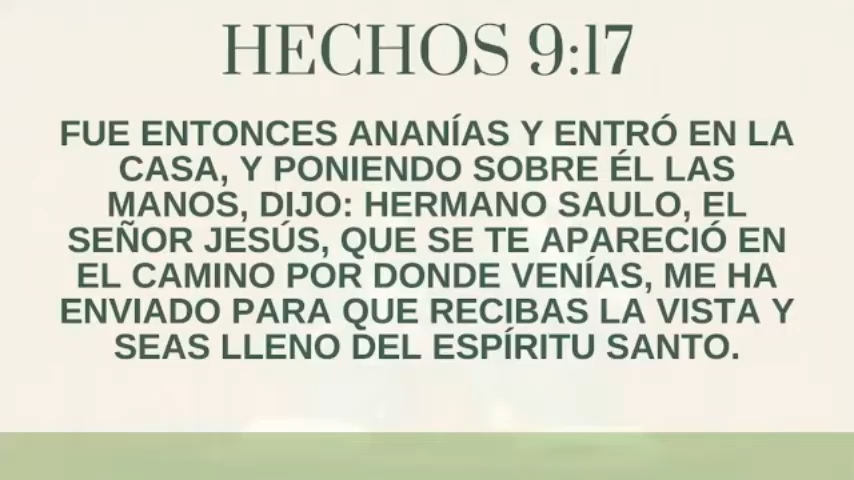 HECHOS 9:17
FUE ENTONCES ANANÍAS Y ENTRÓ EN LA
CASA, Y PONIENDO SOBRE ÉL LAS
MANOS, DIJO: HERMANO SAULO, EL
SEÑOR JESÚS, QUE SE TE APARECIÓ EN
EL CAMINO POR DONDE VENÍAS, ME HA
ENVIADO PARA QUE RECIBAS LA VISTA Y
SEAS LLENO DEL ESPÍRITU SANTO.